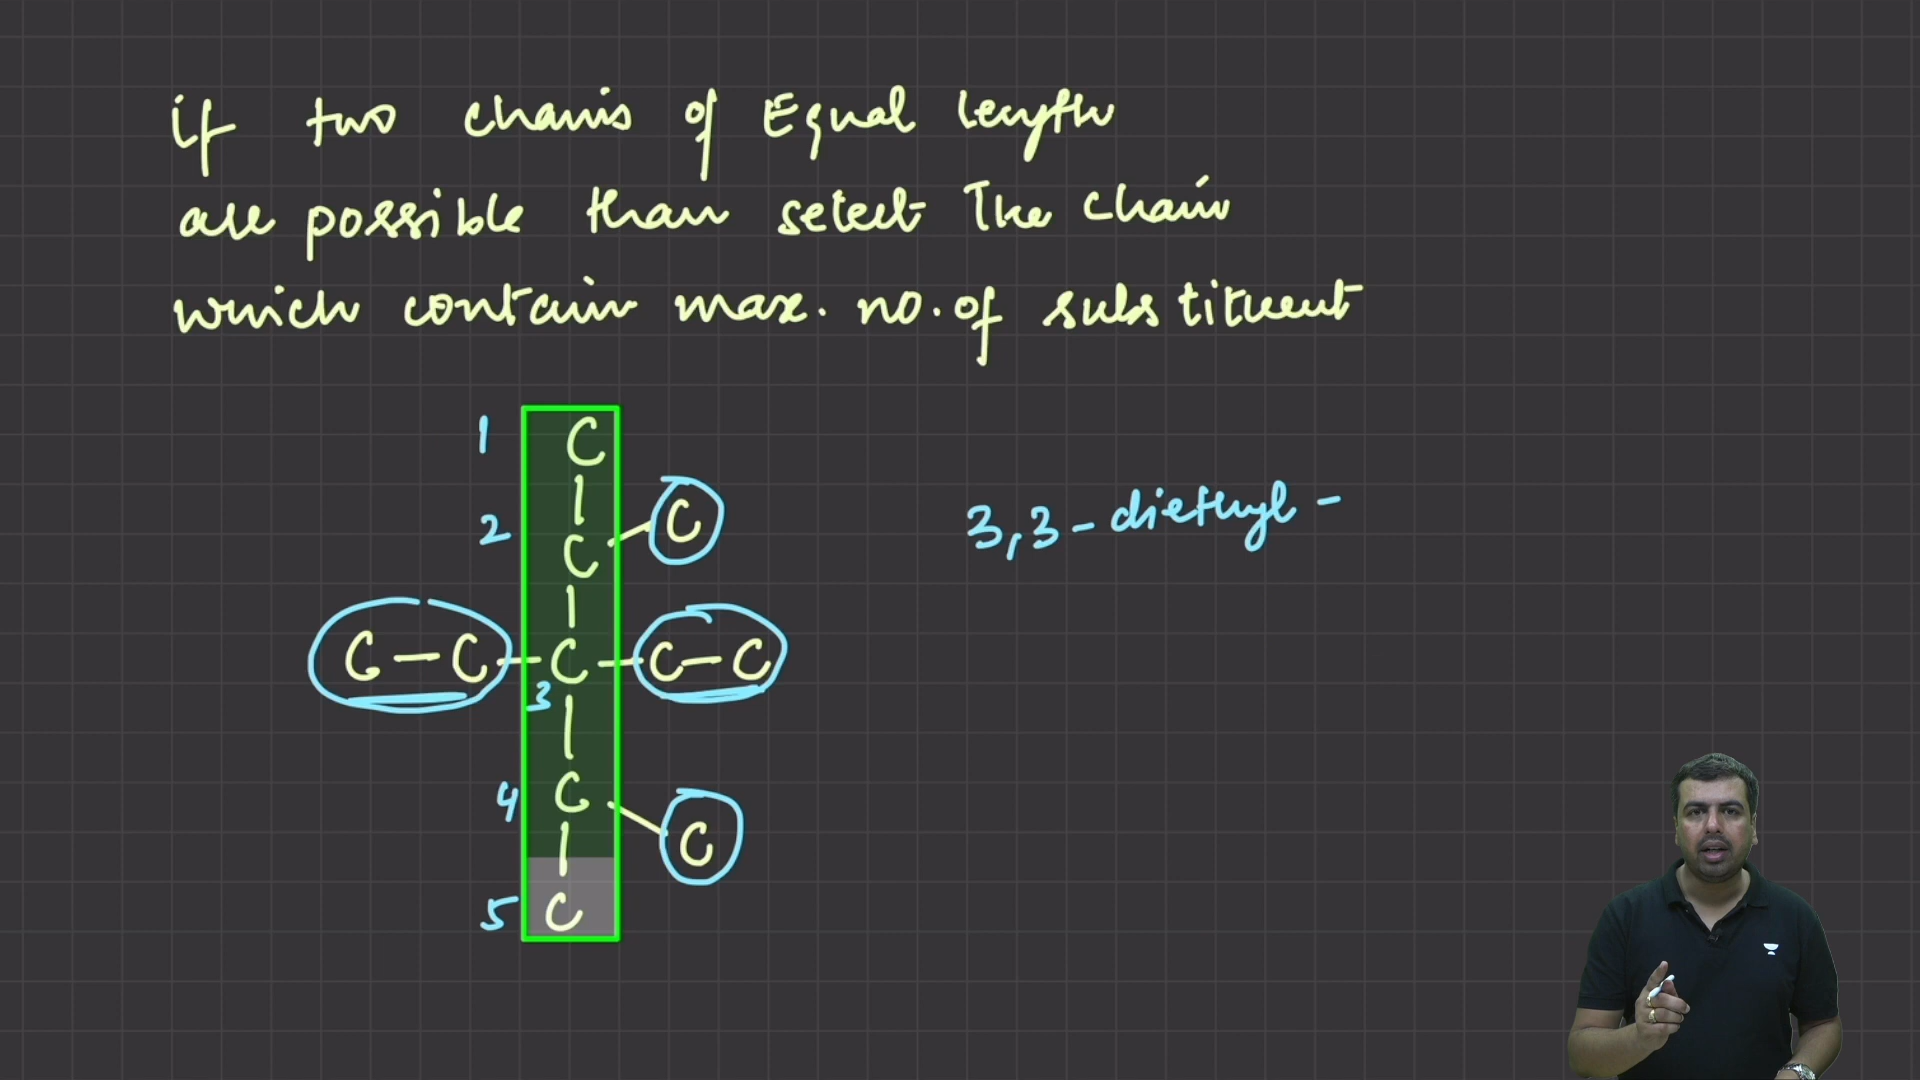 if two chains of Equal length
are possible than select The chain
which contain max. no. of substituent
1 C
2 C - C
C - C - C - C - C
3
4 C - C
5 C
3,3 - diethyl -